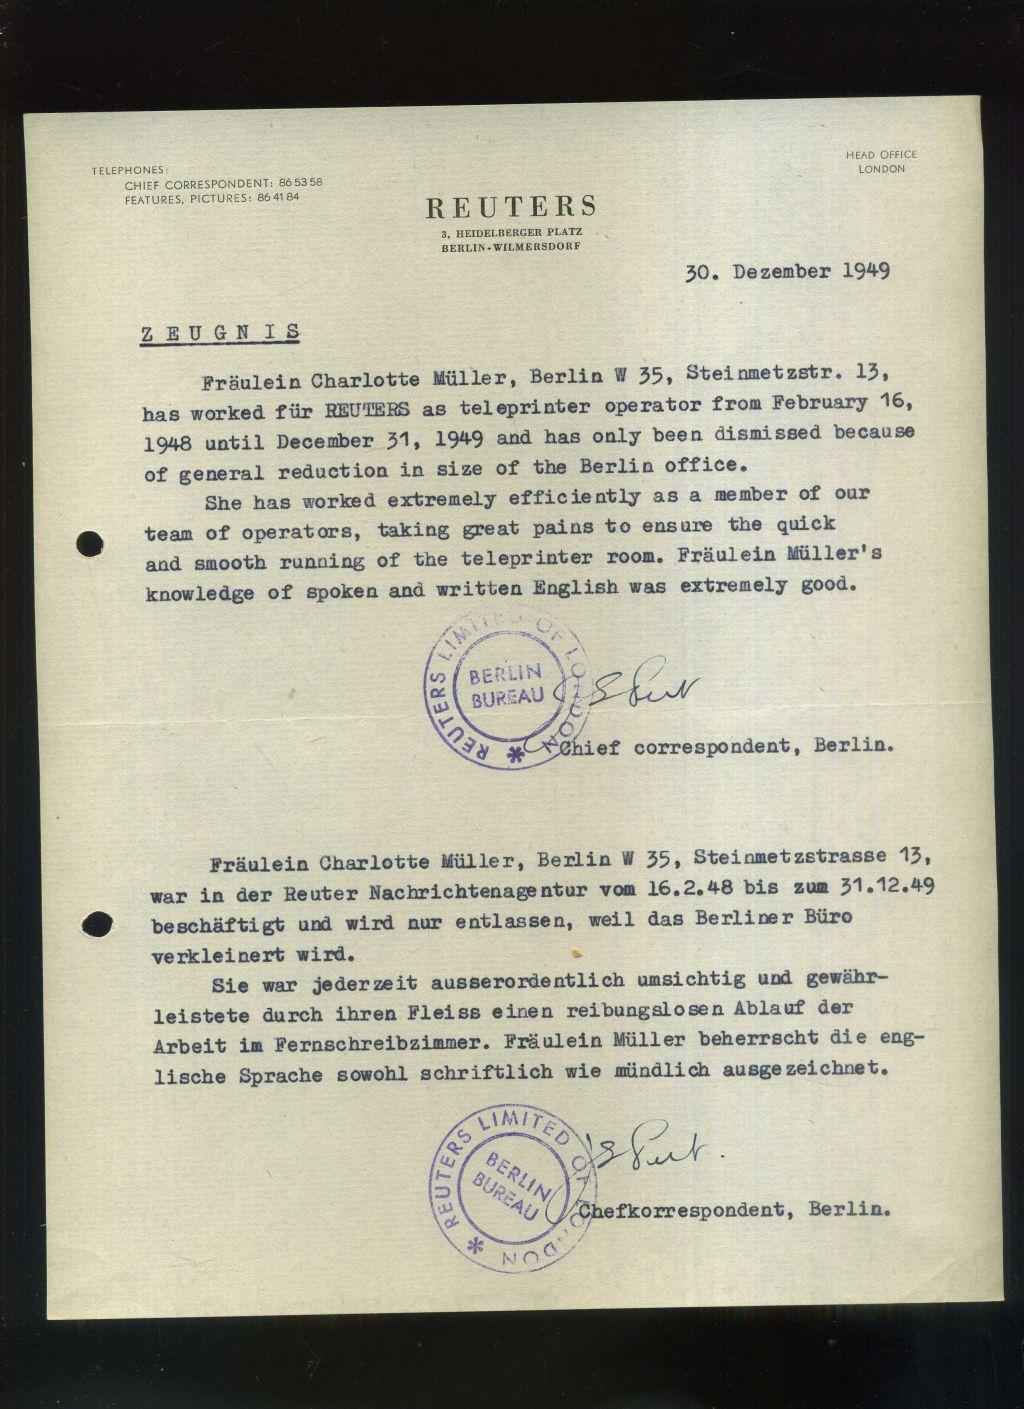 TELEPHONES:
CHIEF CORRESPONDENT: 86 53 58
FEATURES, PICTURES: 86 41 84
HEAD OFFICE
LONDON
REUTERS
3, HEIDELBERGER PLATZ
BERLIN-WILMERSDORF
30. Dezember 1949
Z E U G N I S
Fräulein Charlotte Müller, Berlin W 35, Steinmetzstr. 13,
has worked für REUTERS as teleprinter operator from February 16,
1948 until December 31, 1949 and has only been dismissed because
of general reduction in size of the Berlin office.
She has worked extremely efficiently as a member of our
team of operators, taking great pains to ensure the quick
and smooth running of the teleprinter room. Fräulein Müller's
knowledge of spoken and written English was extremely good.
REUTERS LIMITED OF LONDON
BERLIN
BUREAU
Chief correspondent, Berlin.
Fräulein Charlotte Müller, Berlin W 35, Steinmetzstrasse 13,
war in der Reuter Nachrichtenagentur vom 16.2.48 bis zum 31.12.49
beschäftigt und wird nur entlassen, weil das Berliner Büro
verkleinert wird.
Sie war jederzeit ausserordentlich umsichtig und gewähr-
leistete durch ihren Fleiss einen reibungslosen Ablauf der
Arbeit im Fernschreibzimmer. Fräulein Müller beherrscht die eng-
lische Sprache sowohl schriftlich wie mündlich ausgezeichnet.
REUTERS LIMITED OF LONDON
BERLIN
BUREAU
Chefkorrespondent, Berlin.